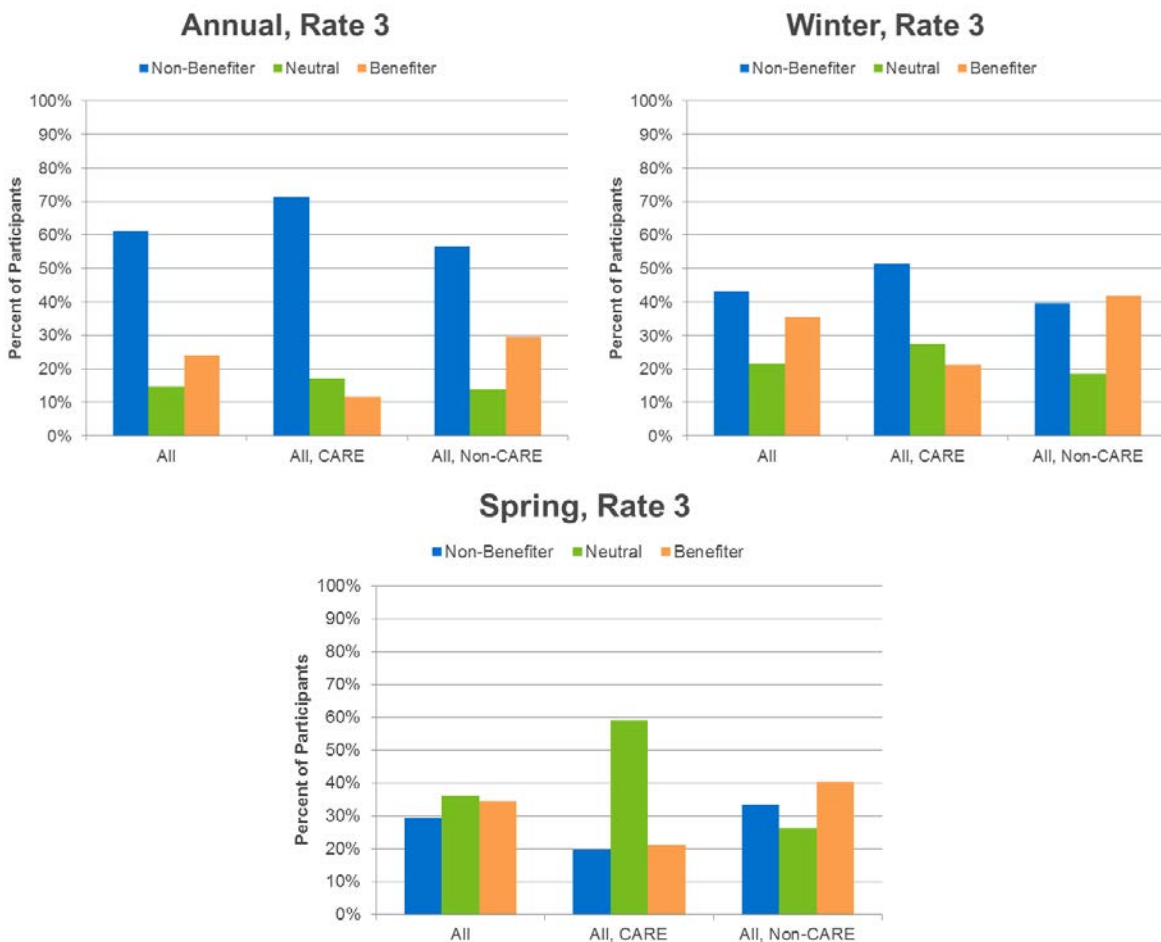 Annual, Rate 3
Non-Benefiter Neutral Benefiter
100%
90%
80%
70%
60%
50%
40%
30%
20%
10%
0%
Percent of Participants
All All, CARE All, Non-CARE
Winter, Rate 3
Non-Benefiter Neutral Benefiter
100%
90%
80%
70%
60%
50%
40%
30%
20%
10%
0%
Percent of Participants
All All, CARE All, Non-CARE
Spring, Rate 3
Non-Benefiter Neutral Benefiter
100%
90%
80%
70%
60%
50%
40%
30%
20%
10%
0%
Percent of Participants
All All, CARE All, Non-CARE